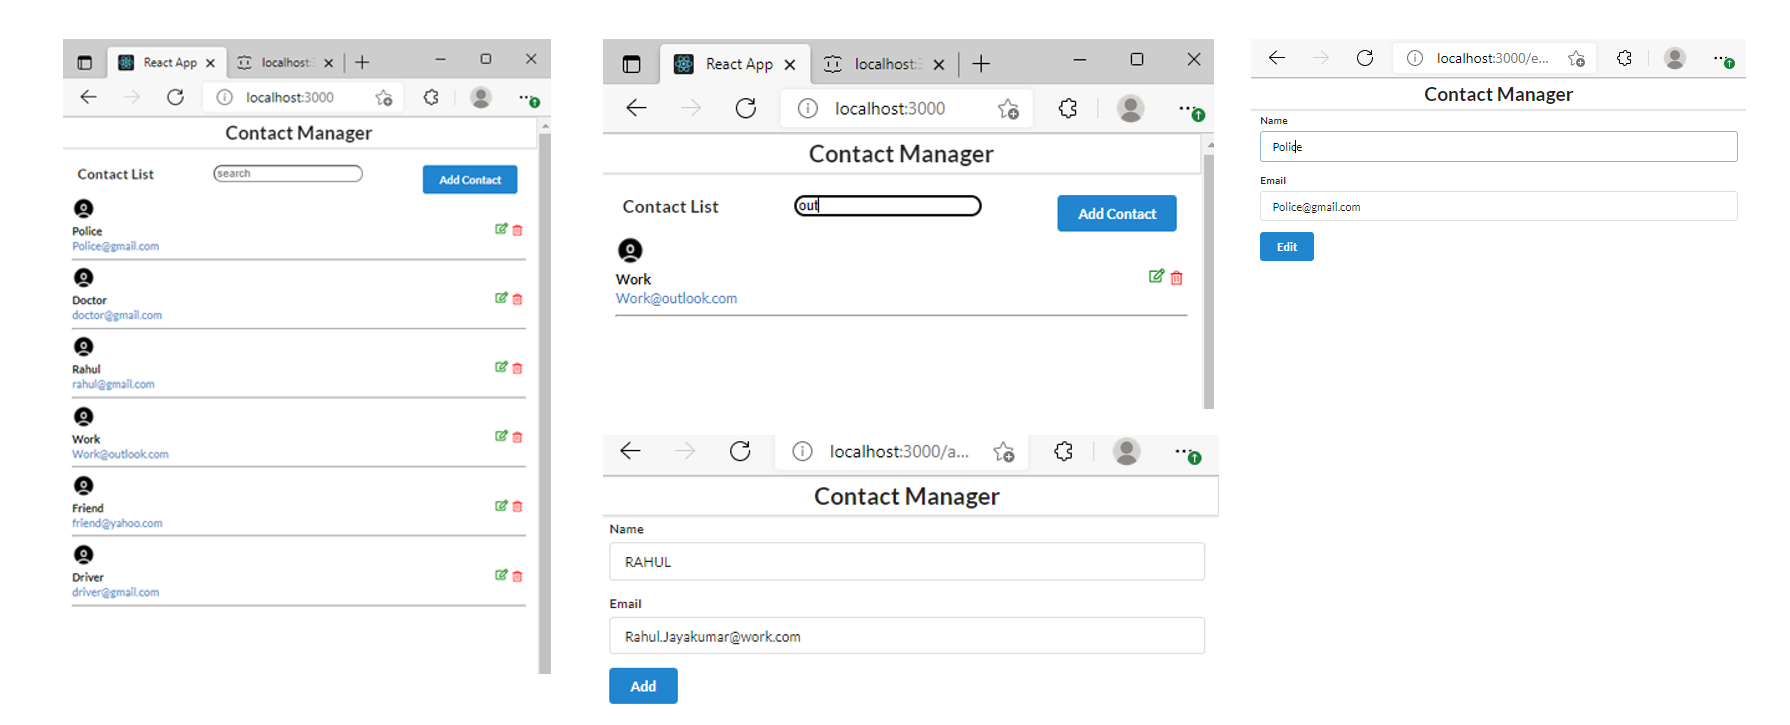 React App
localhost:
localhost:3000
Contact Manager
Contact List
search
Add Contact
Police
Police@gmail.com
Doctor
doctor@gmail.com
Rahul
rahul@gmail.com
Work
Work@outlook.com
Friend
friend@yahoo.com
Driver
driver@gmail.com
React App
localhost:3
localhost:3000
Contact Manager
Contact List
out
Add Contact
Work
Work@outlook.com
localhost:3000/a...
Contact Manager
Name
RAHUL
Email
Rahul.Jayakumar@work.com
Add
localhost:3000/e...
Contact Manager
Name
Police
Email
Police@gmail.com
Edit